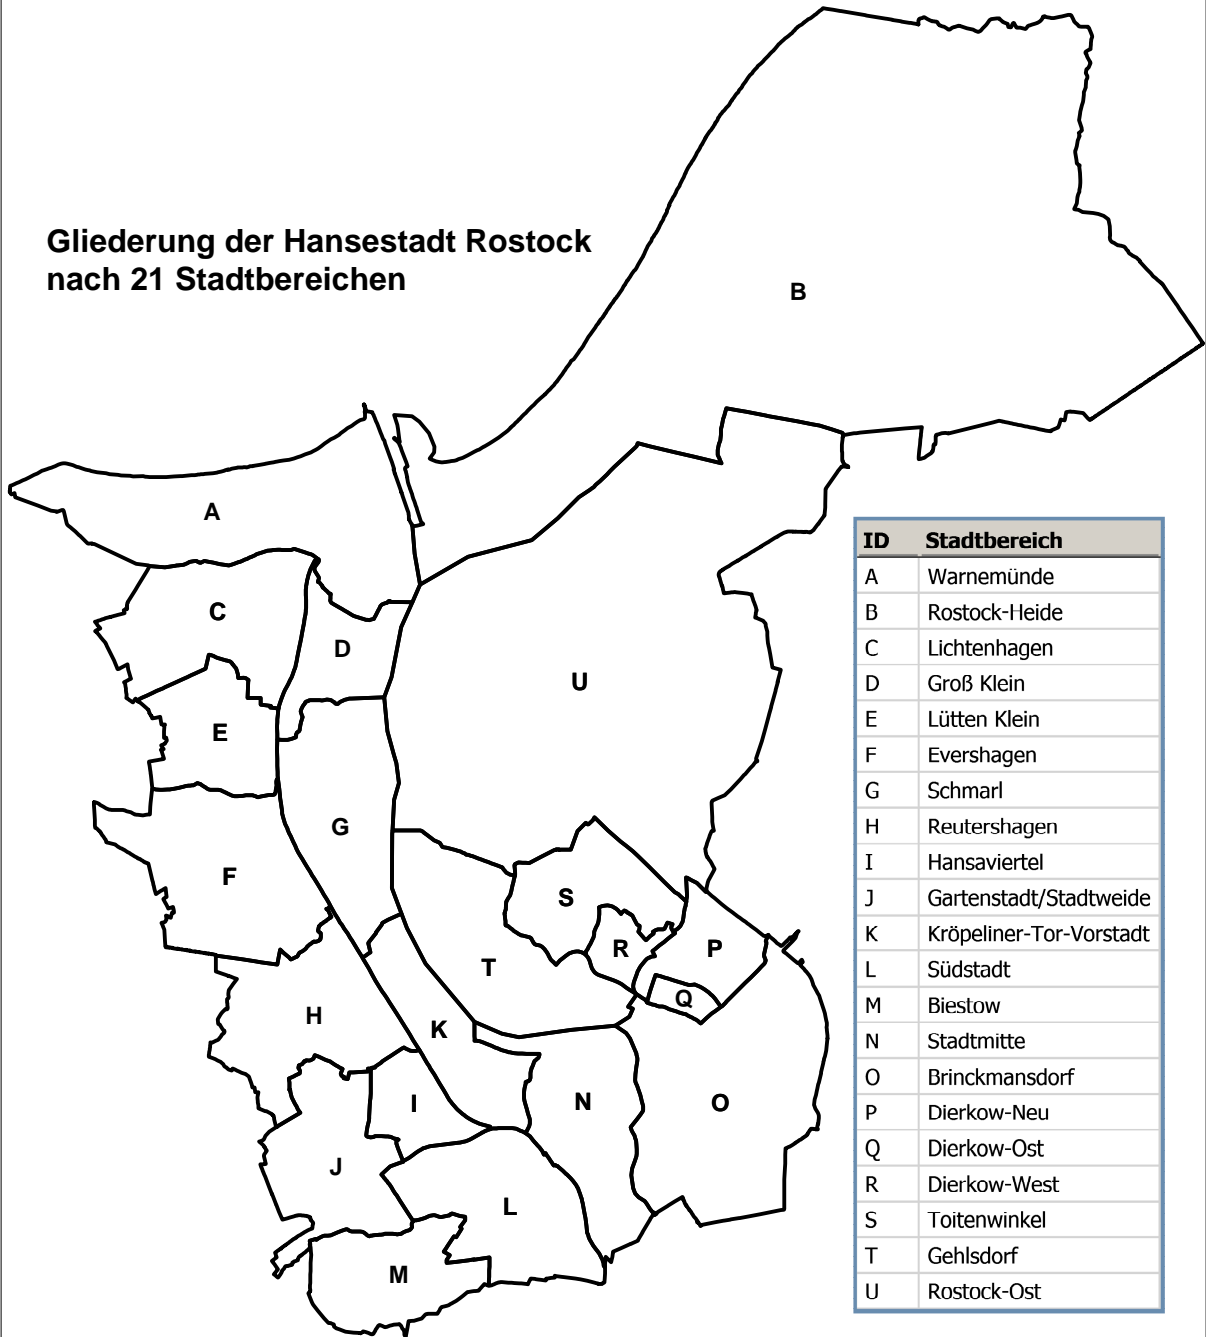 Gliederung der Hansestadt Rostock
nach 21 Stadtbereichen
B
A
C
D
U
E
G
F
S
R
P
T
Q
H
K
I
N
O
J
L
M
ID Stadtbereich
A Warnemünde
B Rostock-Heide
C Lichtenhagen
D Groß Klein
E Lütten Klein
F Evershagen
G Schmarl
H Reutershagen
I Hansaviertel
J Gartenstadt/Stadtweide
K Kröpeliner-Tor-Vorstadt
L Südstadt
M Biestow
N Stadtmitte
O Brinckmansdorf
P Dierkow-Neu
Q Dierkow-Ost
R Dierkow-West
S Toitenwinkel
T Gehlsdorf
U Rostock-Ost